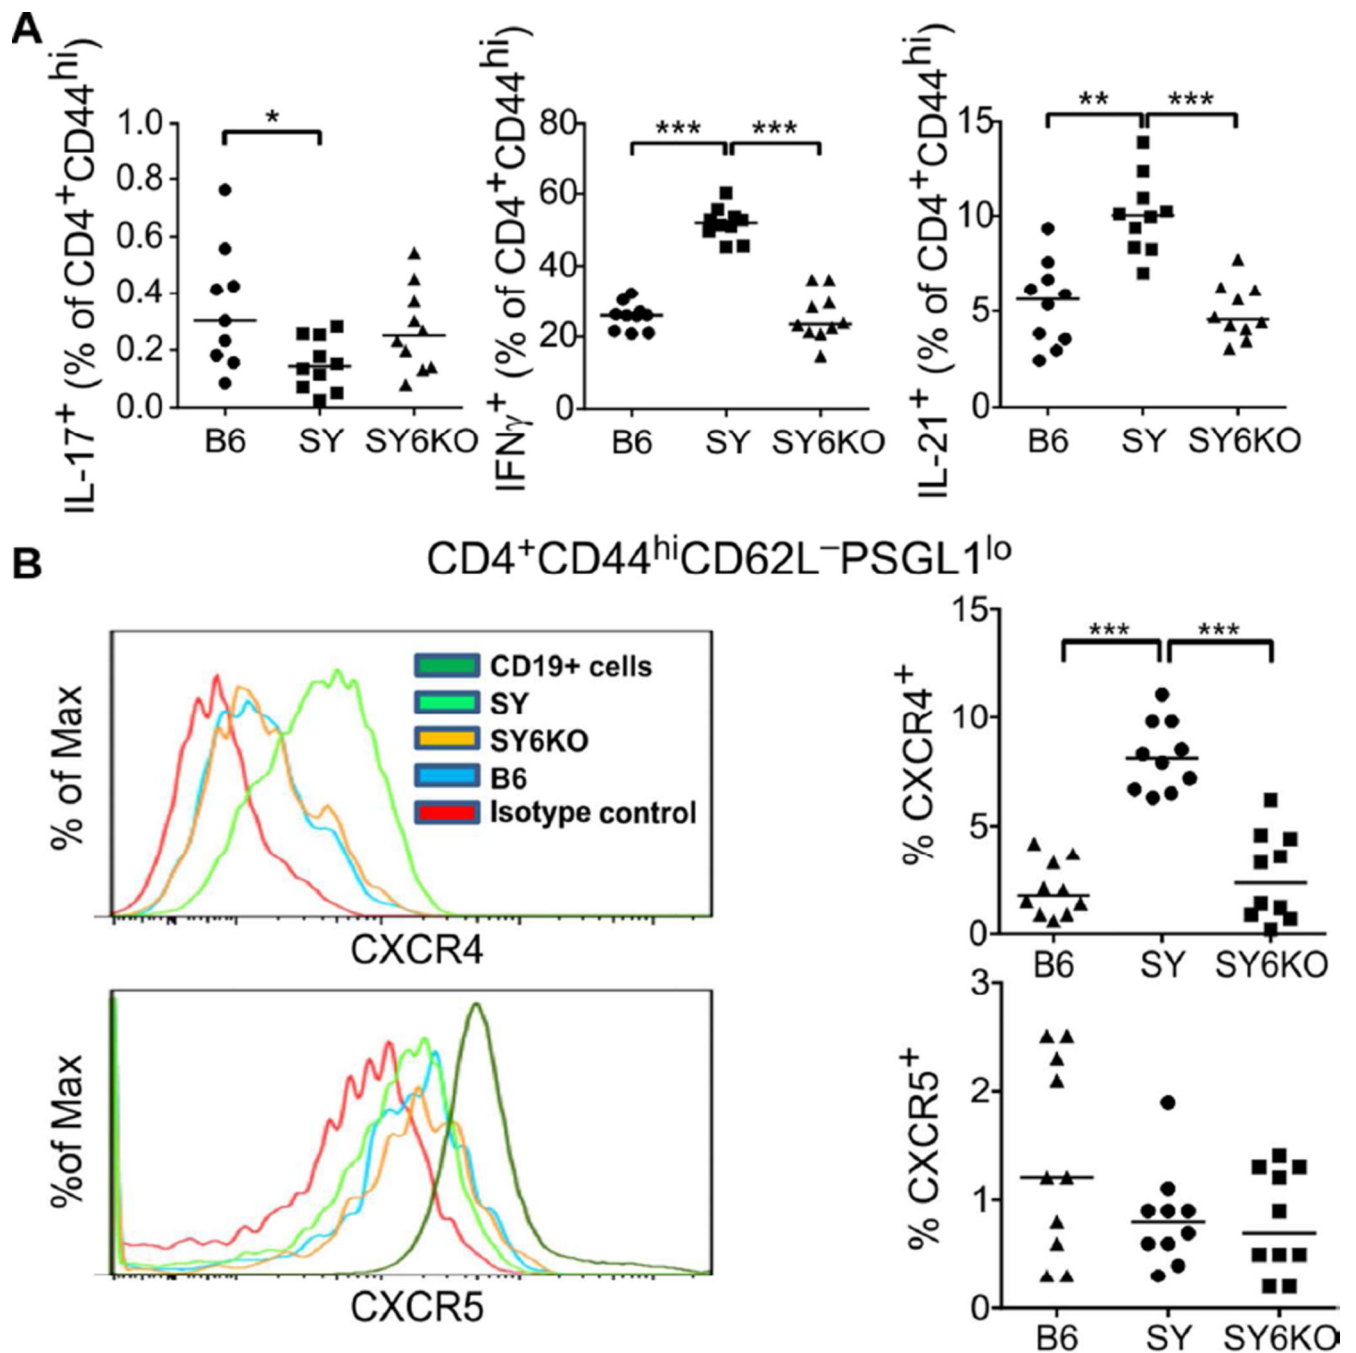 A
IL-17+ (% of CD4+CD44hi)
1.0
0.8
0.6
0.4
0.2
0.0
*
B6 SY SY6KO
IFNγ+ (% of CD4+CD44hi)
80
60
40
20
0
*** ***
B6 SY SY6KO
IL-21+ (% of CD4+CD44hi)
15
10
5
0
** ***
B6 SY SY6KO
B
CD4+CD44hiCD62L–PSGL1lo
% of Max
CD19+ cells
SY
SY6KO
B6
Isotype control
CXCR4
% CXCR4+
15
10
5
0
*** ***
B6 SY SY6KO
%of Max
CXCR5
% CXCR5+
3
2
1
0
B6 SY SY6KO